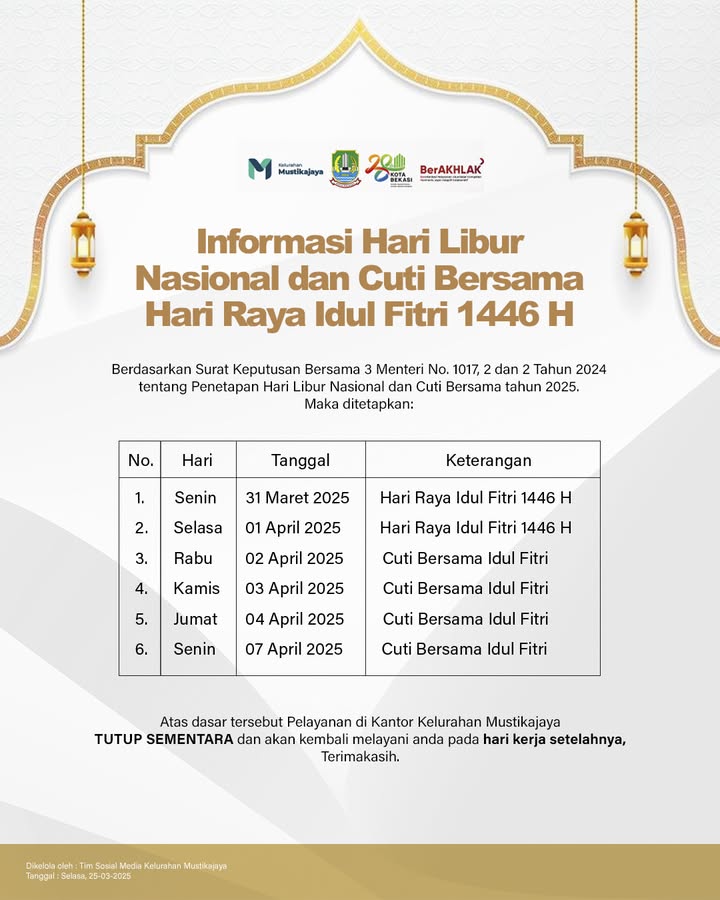 Kelurahan
Mustikajaya
28
KOTA
BEKASI
BerAKHLAK
Informasi Hari Libur
Nasional dan Cuti Bersama
Hari Raya Idul Fitri 1446 H
Berdasarkan Surat Keputusan Bersama 3 Menteri No. 1017, 2 dan 2 Tahun 2024
tentang Penetapan Hari Libur Nasional dan Cuti Bersama tahun 2025.
Maka ditetapkan:
No. Hari Tanggal Keterangan
1. Senin 31 Maret 2025 Hari Raya Idul Fitri 1446 H
2. Selasa 01 April 2025 Hari Raya Idul Fitri 1446 H
3. Rabu 02 April 2025 Cuti Bersama Idul Fitri
4. Kamis 03 April 2025 Cuti Bersama Idul Fitri
5. Jumat 04 April 2025 Cuti Bersama Idul Fitri
6. Senin 07 April 2025 Cuti Bersama Idul Fitri
Atas dasar tersebut Pelayanan di Kantor Kelurahan Mustikajaya
TUTUP SEMENTARA dan akan kembali melayani anda pada hari kerja setelahnya,
Terimakasih.
Dikelola oleh : Tim Sosial Media Kelurahan Mustikajaya
Tanggal : Selasa, 25-03-2025